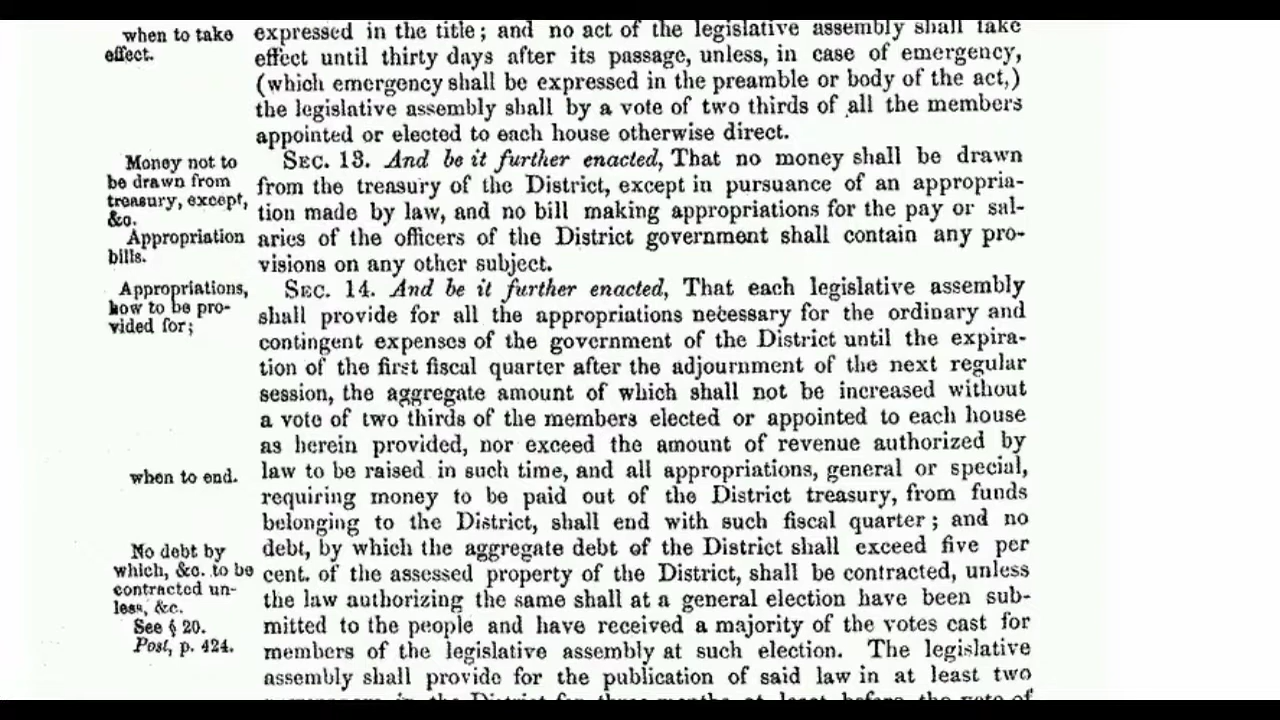 when to take
effect.
expressed in the title; and no act of the legislative assembly shall take
effect until thirty days after its passage, unless, in case of emergency,
(which emergency shall be expressed in the preamble or body of the act,)
the legislative assembly shall by a vote of two thirds of all the members
appointed or elected to each house otherwise direct.
Money not to
be drawn from
treasury, except,
&c.
Appropriation
bills.
SEC. 13. And be it further enacted, That no money shall be drawn
from the treasury of the District, except in pursuance of an appropria-
tion made by law, and no bill making appropriations for the pay or sal-
aries of the officers of the District government shall contain any pro-
visions on any other subject.
Appropriations,
how to be pro-
vided for;
SEC. 14. And be it further enacted, That each legislative assembly
shall provide for all the appropriations necessary for the ordinary and
contingent expenses of the government of the District until the expira-
tion of the first fiscal quarter after the adjournment of the next regular
session, the aggregate amount of which shall not be increased without
a vote of two thirds of the members elected or appointed to each house
as herein provided, nor exceed the amount of revenue authorized by
when to end.
law to be raised in such time, and all appropriations, general or special,
requiring money to be paid out of the District treasury, from funds
belonging to the District, shall end with such fiscal quarter; and no
No debt by
which, &c. to be
contracted un-
less, &c.
See § 20.
Post, p. 424.
debt, by which the aggregate debt of the District shall exceed five per
cent. of the assessed property of the District, shall be contracted, unless
the law authorizing the same shall at a general election have been sub-
mitted to the people and have received a majority of the votes cast for
members of the legislative assembly at such election. The legislative
assembly shall provide for the publication of said law in at least two
in the District for three months at least before the vote of